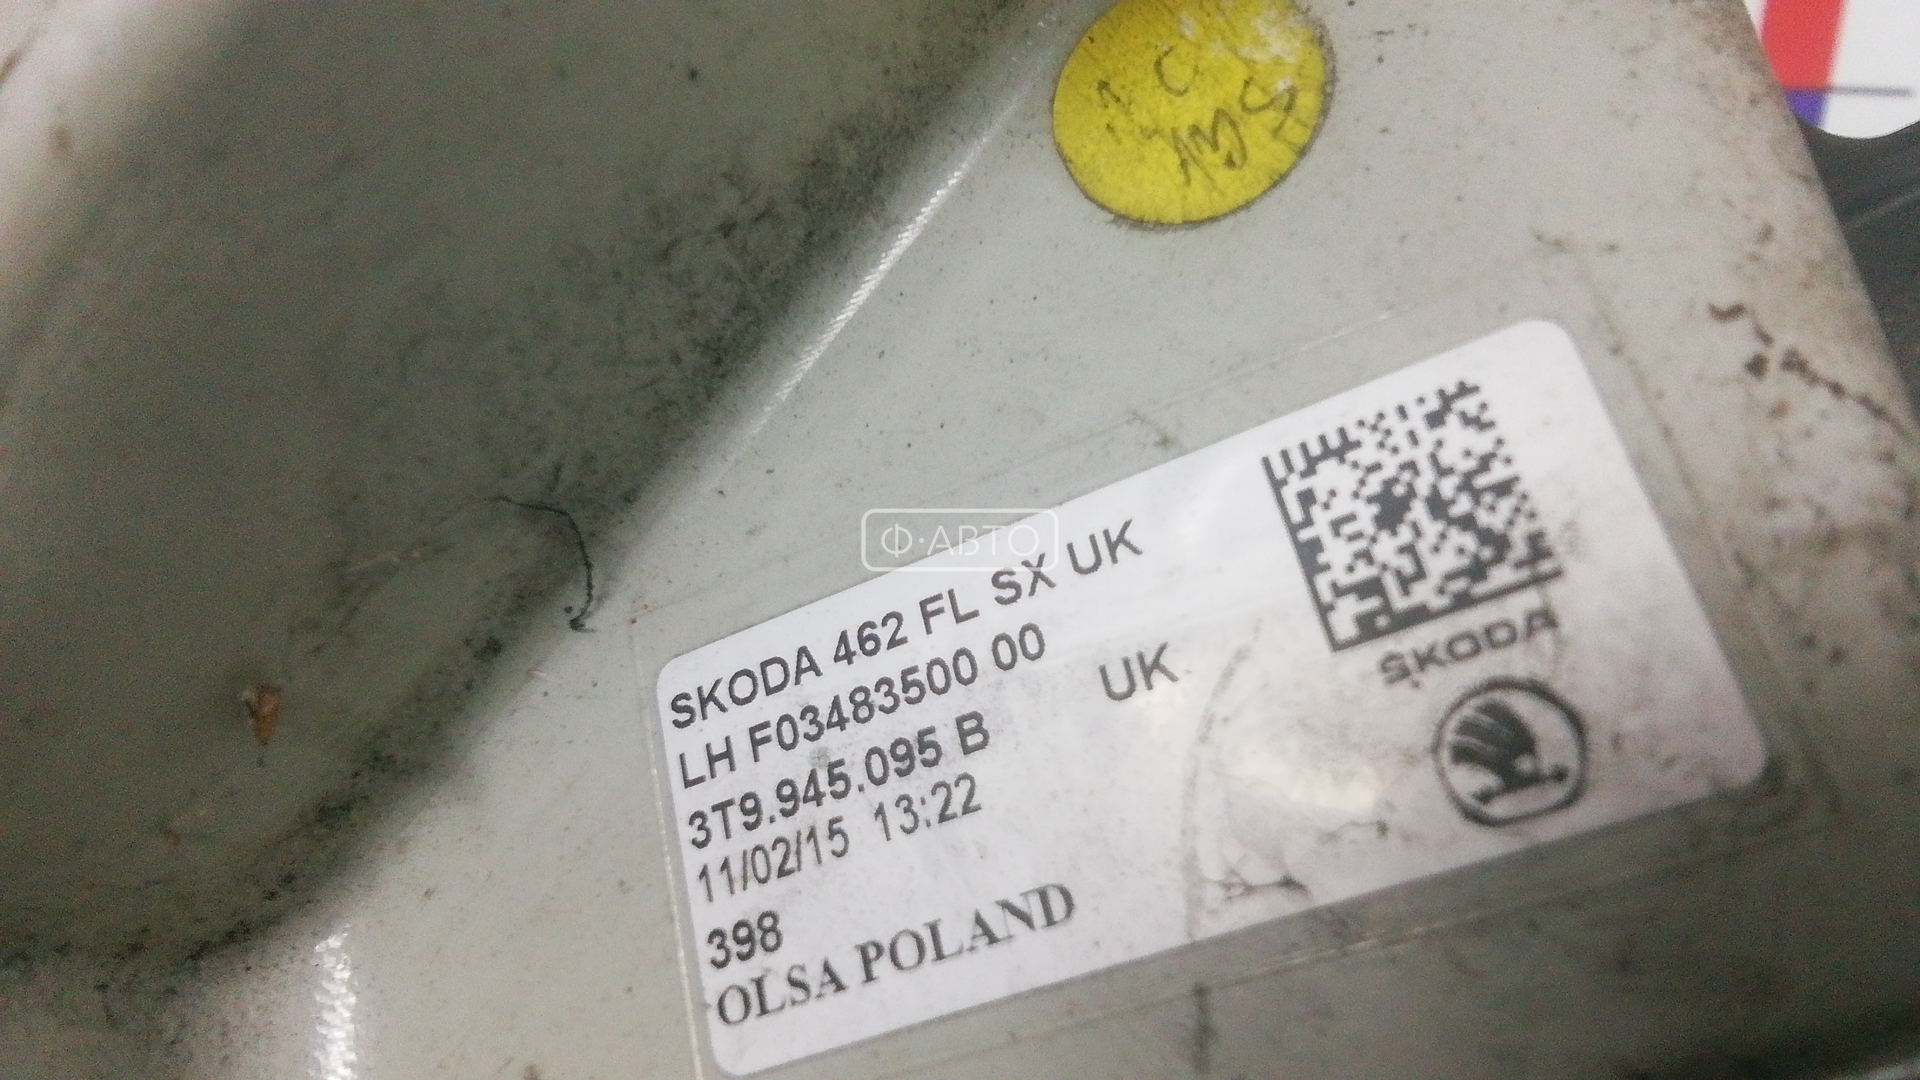 Ф·АВТО
SKODA 462 FL SX UK
LH F03483500 00
3T9.945.095 B UK
11/02/15 13:22
398
OLSA POLAND
ŠKODA